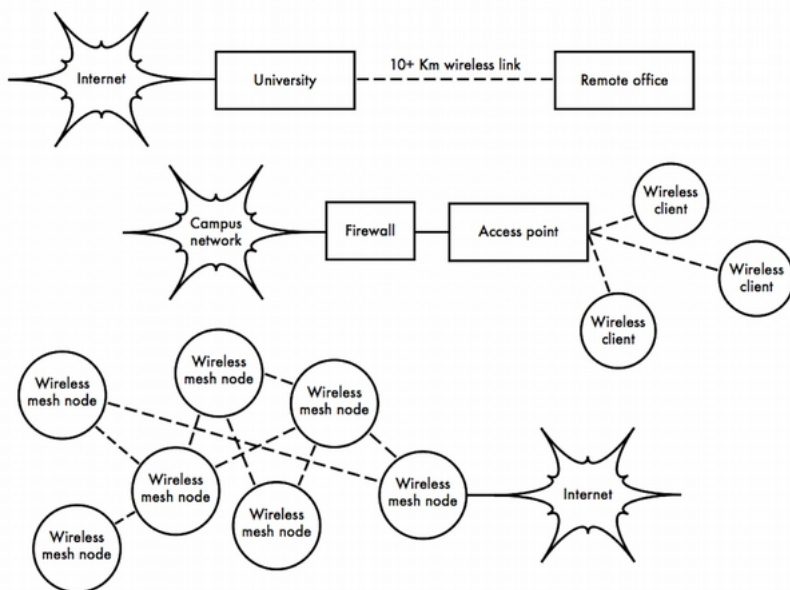 Internet
University
10+ Km wireless link
Remote office
Campus
network
Firewall
Access point
Wireless
client
Wireless
client
Wireless
client
Wireless
mesh node
Wireless
mesh node
Wireless
mesh node
Wireless
mesh node
Wireless
mesh node
Wireless
mesh node
Wireless
mesh node
Internet